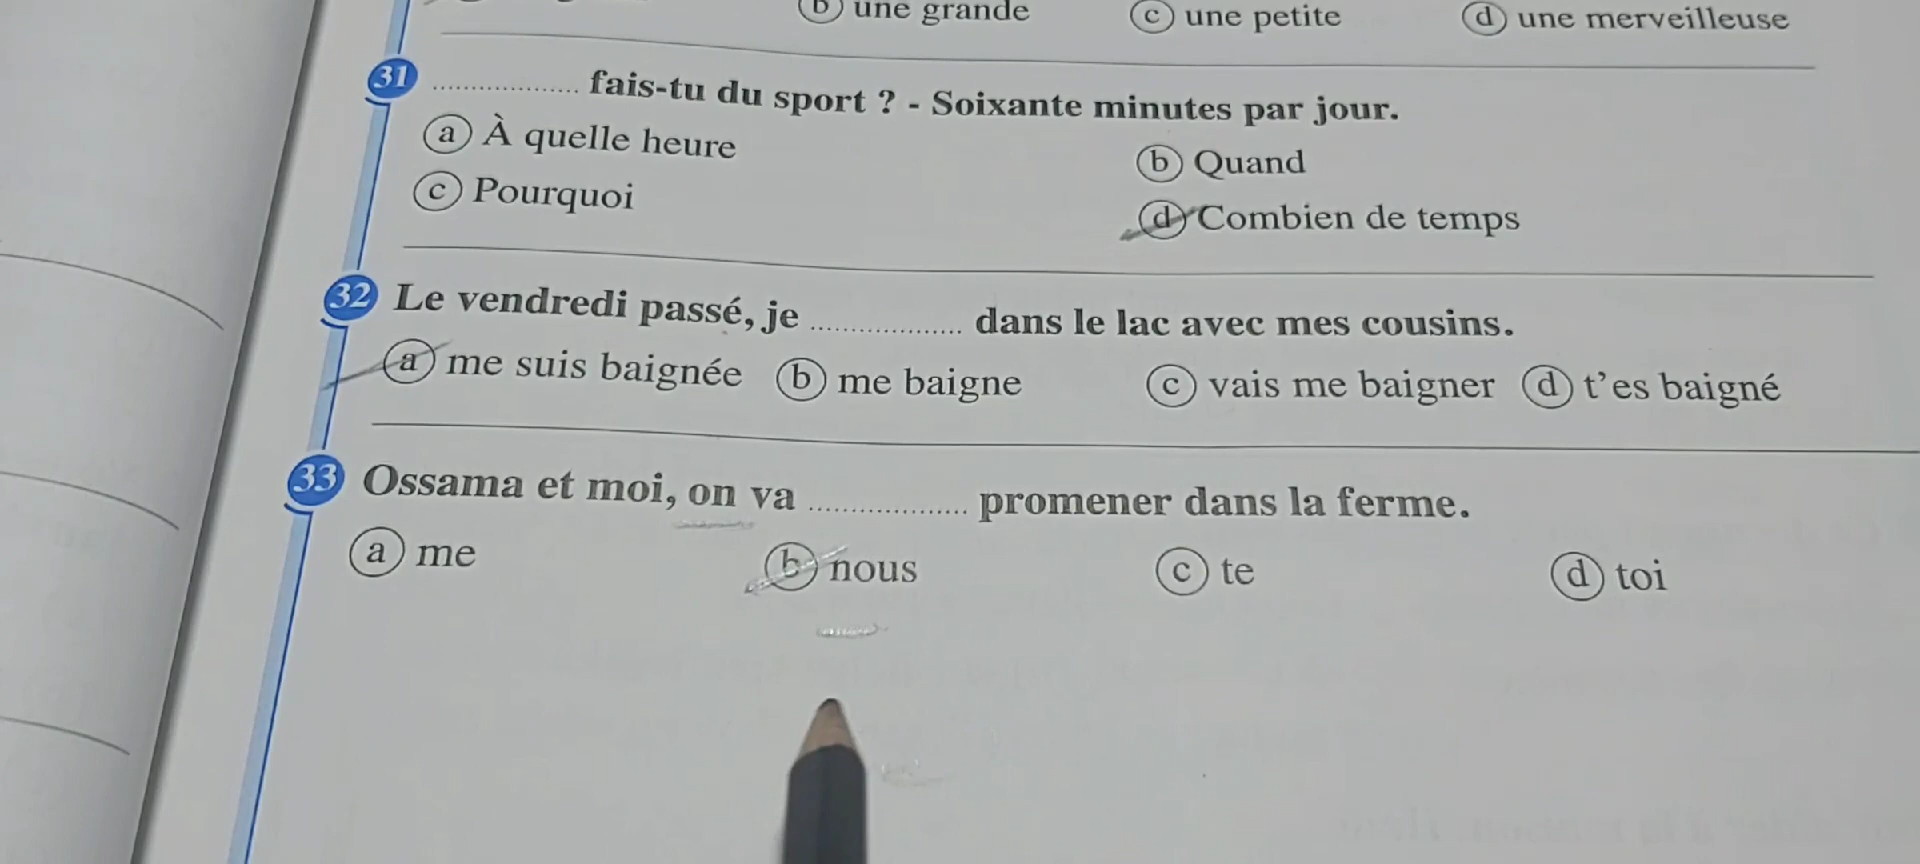 b une grande c une petite d une merveilleuse
31 .................. fais-tu du sport ? - Soixante minutes par jour.
a À quelle heure b Quand
c Pourquoi d Combien de temps
32 Le vendredi passé, je .................. dans le lac avec mes cousins.
a me suis baignée b me baigne c vais me baigner d t'es baigné
33 Ossama et moi, on va .................. promener dans la ferme.
a me b nous c te d toi